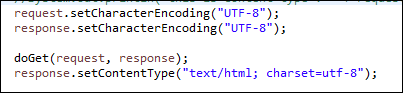 request.setCharacterEncoding("UTF-8");
response.setCharacterEncoding("UTF-8");
doGet(request, response);
response.setContentType("text/html; charset=utf-8");